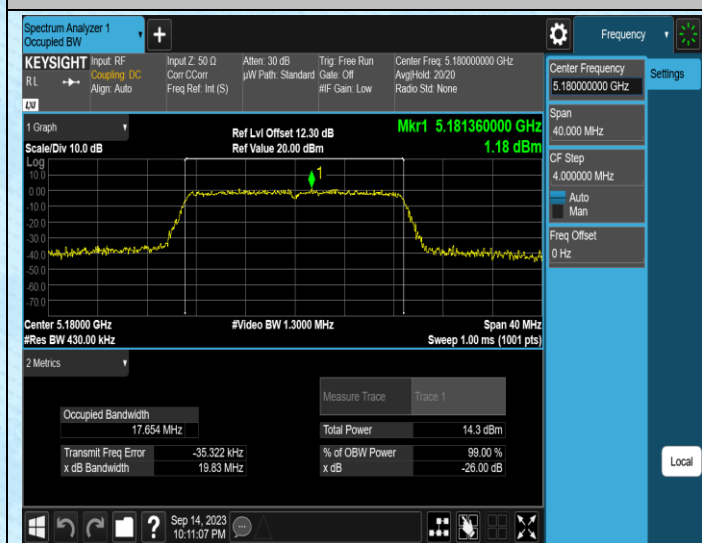 Spectrum Analyzer 1
Occupied BW
Frequency
KEYSIGHT
R L
LXI
Input: RF
Coupling: DC
Align: Auto
Input Z: 50 Ω
Corr CCorr
Freq Ref: Int (S)
Atten: 30 dB
µW Path: Standard
Trig: Free Run
Gate: Off
#IF Gain: Low
Center Freq: 5.180000000 GHz
Avg|Hold: 20/20
Radio Std: None
Center Frequency
5.180000000 GHz
Settings
Span
40.000 MHz
CF Step
4.000000 MHz
Auto
Man
Freq Offset
0 Hz
Local
1 Graph
Scale/Div 10.0 dB
Ref Lvl Offset 12.30 dB
Ref Value 20.00 dBm
Mkr1 5.181360000 GHz
1.18 dBm
Log
10.0
0.00
-10.0
-20.0
-30.0
-40.0
-50.0
-60.0
-70.0
1
Center 5.18000 GHz
#Res BW 430.00 kHz
#Video BW 1.3000 MHz
Span 40 MHz
Sweep 1.00 ms (1001 pts)
2 Metrics
Measure Trace
Trace 1
Occupied Bandwidth
17.654 MHz
Total Power
14.3 dBm
Transmit Freq Error
-35.322 kHz
% of OBW Power
99.00 %
x dB Bandwidth
19.83 MHz
x dB
-26.00 dB
?
Sep 14, 2023
10:11:07 PM